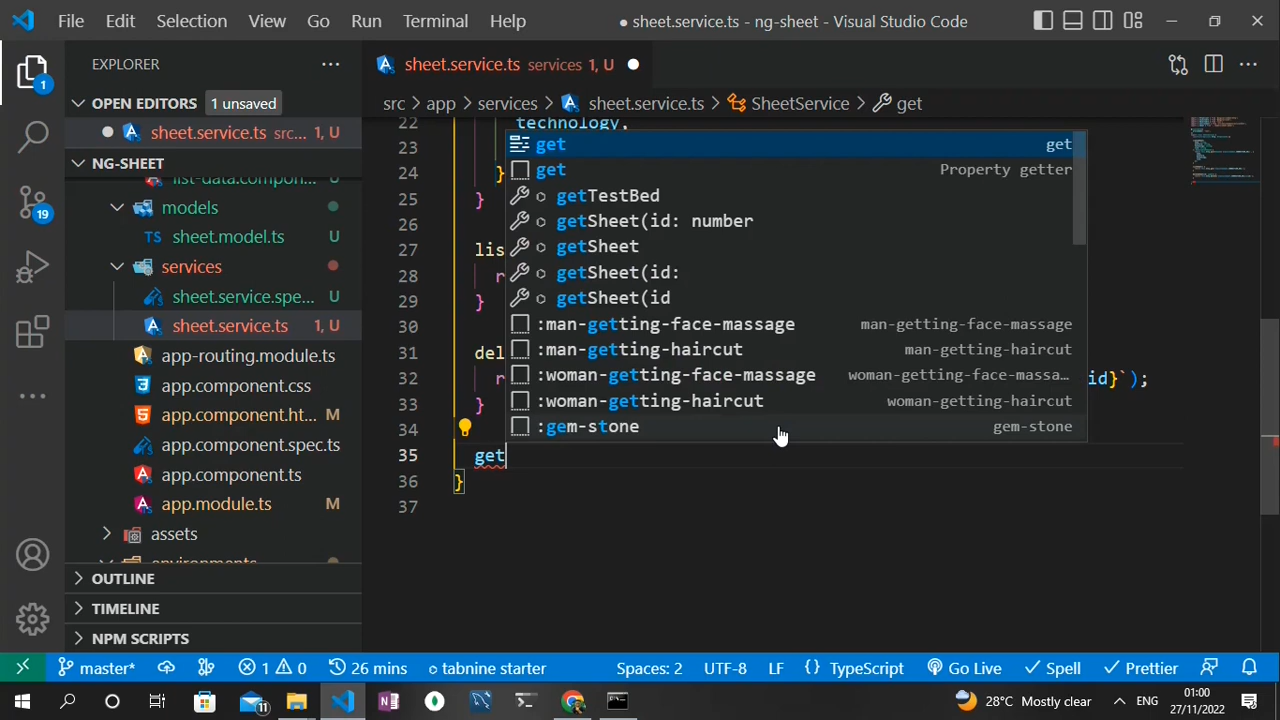 File Edit Selection View Go Run Terminal Help
● sheet.service.ts - ng-sheet - Visual Studio Code
EXPLORER
sheet.service.ts services 1, U
OPEN EDITORS 1 unsaved
src > app > services > sheet.service.ts > SheetService > get
sheet.service.ts src... 1, U
NG-SHEET
list-data.compon... U
models
sheet.model.ts U
TS
services
sheet.service.spe... U
sheet.service.ts 1, U
app-routing.module.ts
app.component.css
app.component.ht... M
app.component.spec.ts
app.component.ts
app.module.ts M
assets
environments
OUTLINE
TIMELINE
NPM SCRIPTS
1
19
22 technology,
23
24 }
25 }
26
27 lis
28 r
29 }
30
31 del
32 r id}`);
33 }
34
35 get
36 }
37
get get
get Property getter
getTestBed
getSheet(id: number
getSheet
getSheet(id:
getSheet(id
:man-getting-face-massage man-getting-face-massage
:man-getting-haircut man-getting-haircut
:woman-getting-face-massage woman-getting-face-massa...
:woman-getting-haircut woman-getting-haircut
:gem-stone gem-stone
master* 1 0 26 mins tabnine starter Spaces: 2 UTF-8 LF {} TypeScript Go Live Spell Prettier
11
28°C Mostly clear ENG
01:00
27/11/2022